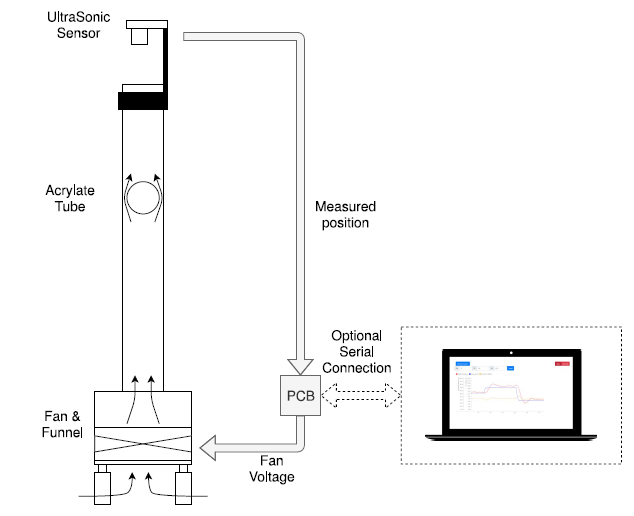 UltraSonic
Sensor
Acrylate
Tube
Measured
position
Optional
Serial
Connection
PCB
Fan &
Funnel
Fan
Voltage